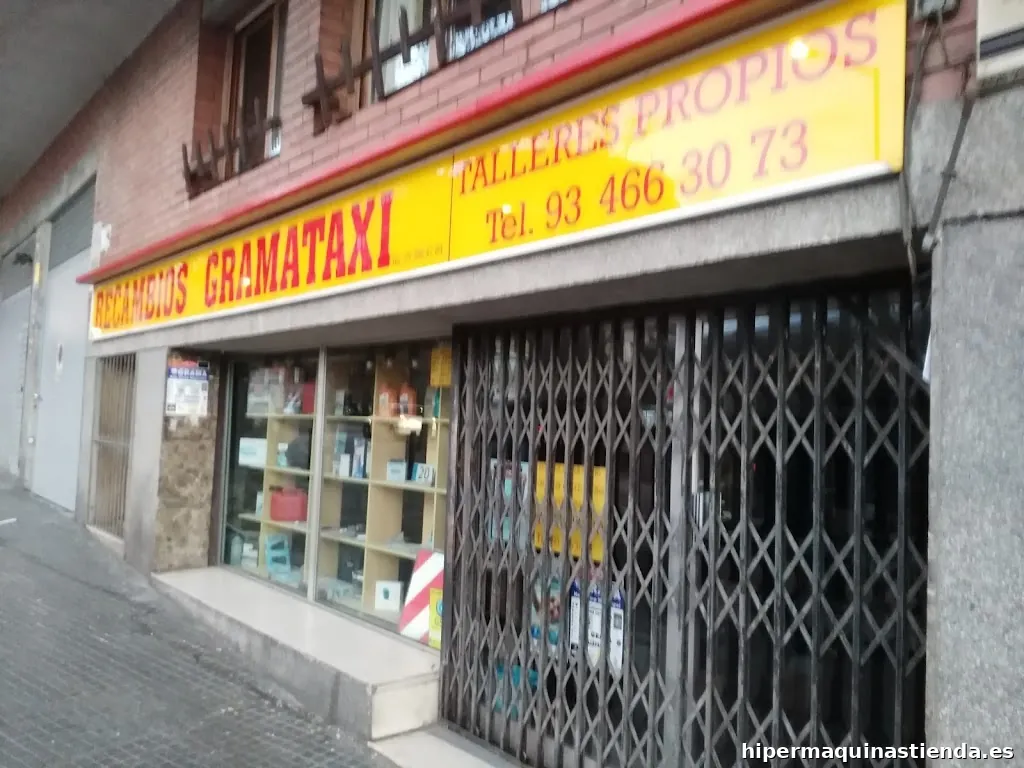 RECAMBIOS GRAMATAXI
TALLERES PROPIOS
Tel. 93 466 30 73
hipermaquinastienda.es